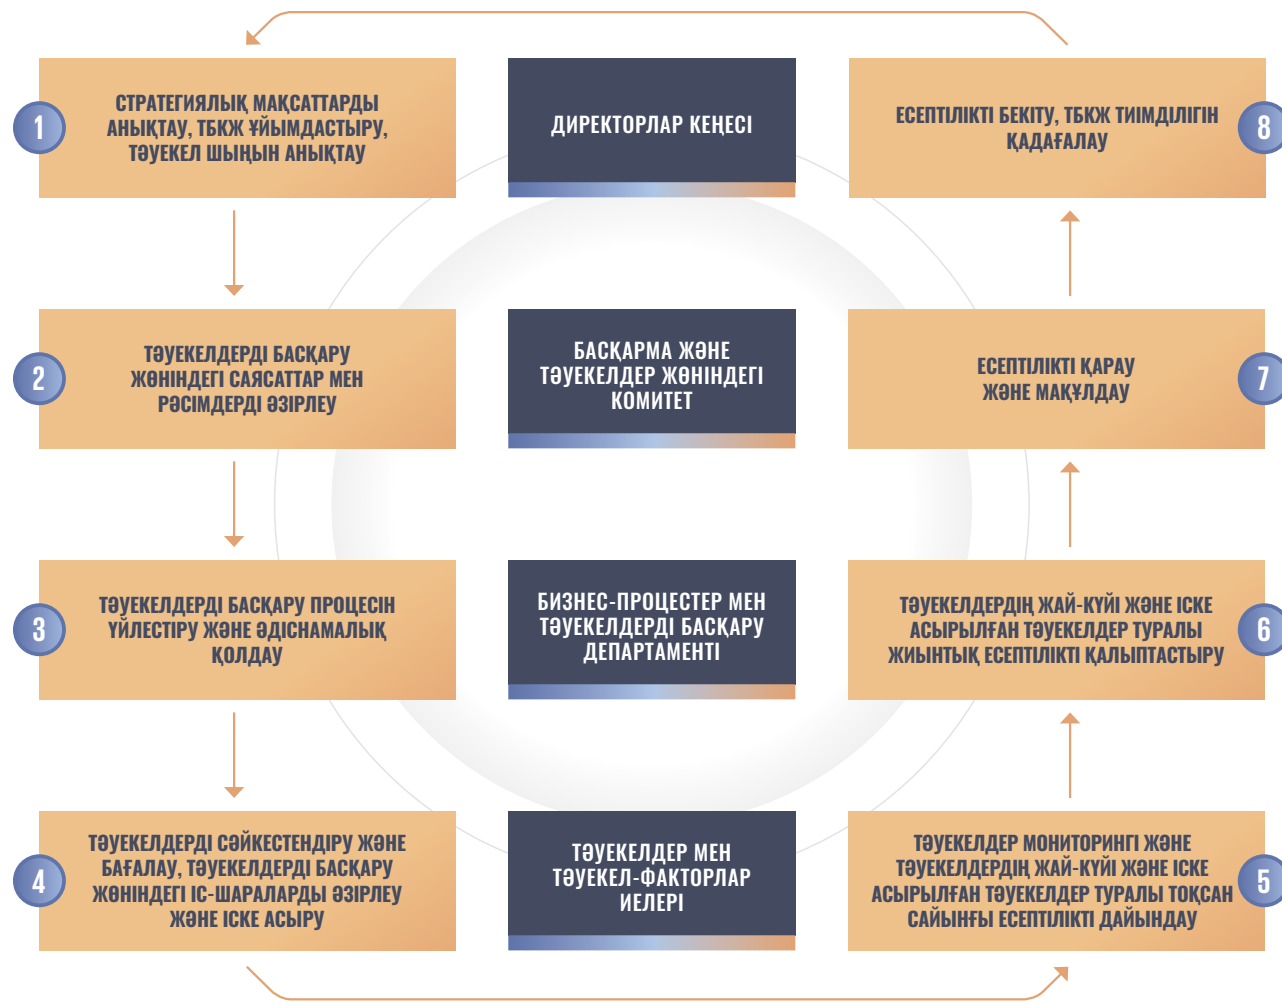 1
СТРАТЕГИЯЛЫҚ МАҚСАТТАРДЫ
АНЫҚТАУ, ТБКЖ ҰЙЫМДАСТЫРУ,
ТӘУЕКЕЛ ШЫҢЫН АНЫҚТАУ
ДИРЕКТОРЛАР КЕҢЕСІ
ЕСЕПТІЛІКТІ БЕКІТУ, ТБКЖ ТИІМДІЛІГІН
ҚАДАҒАЛАУ
8
2
ТӘУЕКЕЛДЕРДІ БАСҚАРУ
ЖӨНІНДЕГІ САЯСАТТАР МЕН
РӘСІМДЕРДІ ӘЗІРЛЕУ
БАСҚАРМА ЖӘНЕ
ТӘУЕКЕЛДЕР ЖӨНІНДЕГІ
КОМИТЕТ
ЕСЕПТІЛІКТІ ҚАРАУ
ЖӘНЕ МАҚҰЛДАУ
7
3
ТӘУЕКЕЛДЕРДІ БАСҚАРУ ПРОЦЕСІН
ҮЙЛЕСТІРУ ЖӘНЕ ӘДІСНАМАЛЫҚ
ҚОЛДАУ
БИЗНЕС-ПРОЦЕСТЕР МЕН
ТӘУЕКЕЛДЕРДІ БАСҚАРУ
ДЕПАРТАМЕНТІ
ТӘУЕКЕЛДЕРДІҢ ЖАЙ-КҮЙІ ЖӘНЕ ІСКЕ
АСЫРЫЛҒАН ТӘУЕКЕЛДЕР ТУРАЛЫ
ЖИЫНТЫҚ ЕСЕПТІЛІКТІ ҚАЛЫПТАСТЫРУ
6
4
ТӘУЕКЕЛДЕРДІ СӘЙКЕСТЕНДІРУ ЖӘНЕ
БАҒАЛАУ, ТӘУЕКЕЛДЕРДІ БАСҚАРУ
ЖӨНІНДЕГІ ІС-ШАРАЛАРДЫ ӘЗІРЛЕУ
ЖӘНЕ ІСКЕ АСЫРУ
ТӘУЕКЕЛДЕР МЕН
ТӘУЕКЕЛ-ФАКТОРЛАР
ИЕЛЕРІ
ТӘУЕКЕЛДЕР МОНИТОРИНГІ ЖӘНЕ
ТӘУЕКЕЛДЕРДІҢ ЖАЙ-КҮЙІ ЖӘНЕ ІСКЕ
АСЫРЫЛҒАН ТӘУЕКЕЛДЕР ТУРАЛЫ ТОҚСАН
САЙЫНҒЫ ЕСЕПТІЛІКТІ ДАЙЫНДАУ
5